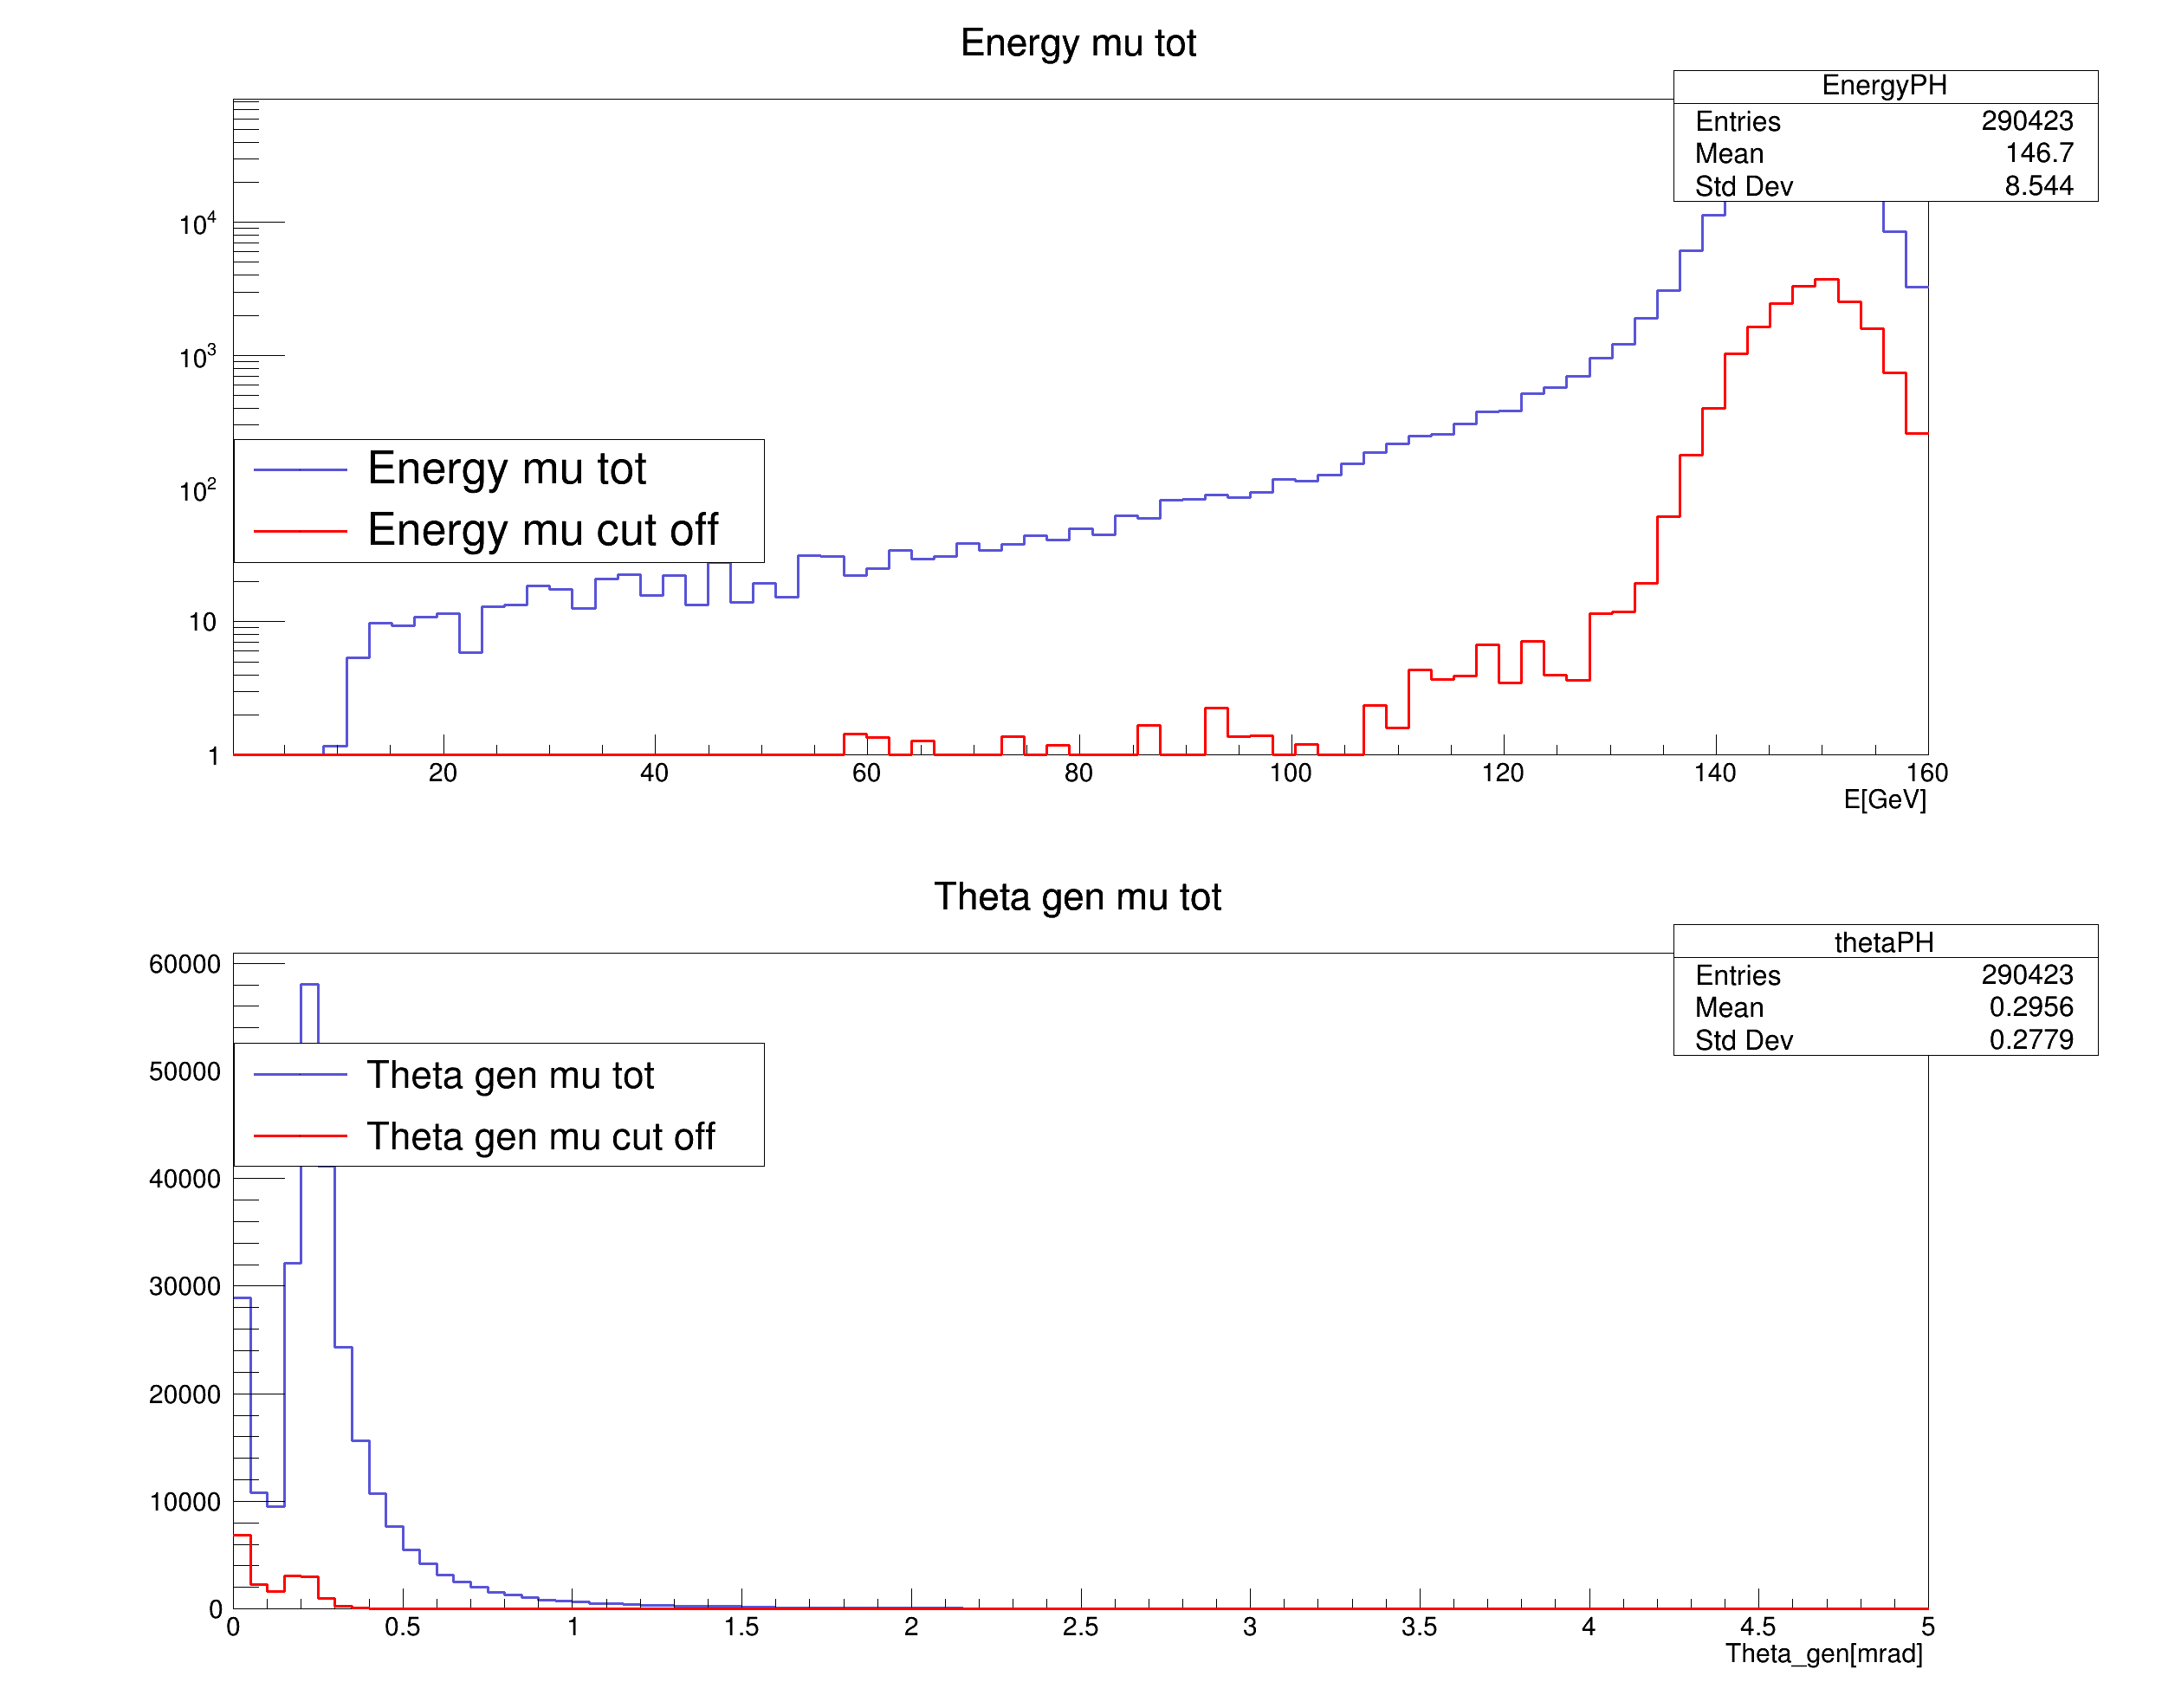 Energy mu tot
EnergyPH
Entries 290423
Mean 146.7
Std Dev 8.544
10^4
10^3
10^2
10
1
Energy mu tot
Energy mu cut off
20 40 60 80 100 120 140 160
E[GeV]
Theta gen mu tot
thetaPH
Entries 290423
Mean 0.2956
Std Dev 0.2779
60000
50000
40000
30000
20000
10000
0
Theta gen mu tot
Theta gen mu cut off
0 0.5 1 1.5 2 2.5 3 3.5 4 4.5 5
Theta_gen[mrad]